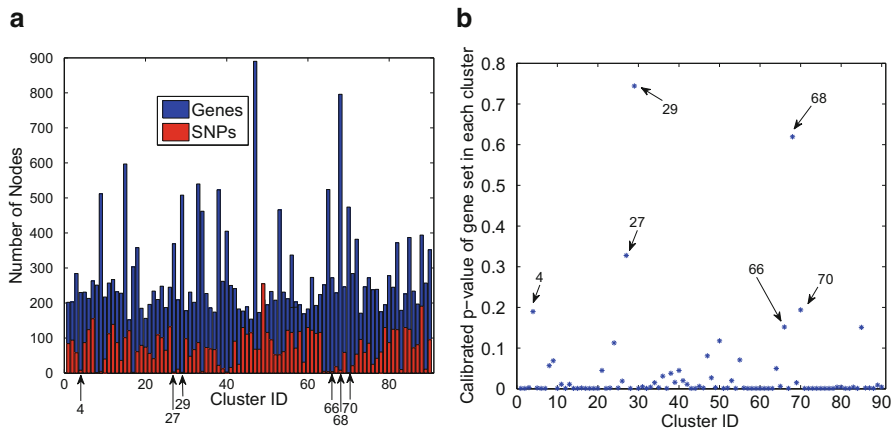 a
Number of Nodes
900
800
700
600
500
400
300
200
100
0
Genes
SNPs
0 20 40 60 80
Cluster ID
4 27 29 66 68 70
b
Calibrated p-value of gene set in each cluster
0.8
0.7
0.6
0.5
0.4
0.3
0.2
0.1
0
29
68
27
4
66
70
0 10 20 30 40 50 60 70 80 90
Cluster ID